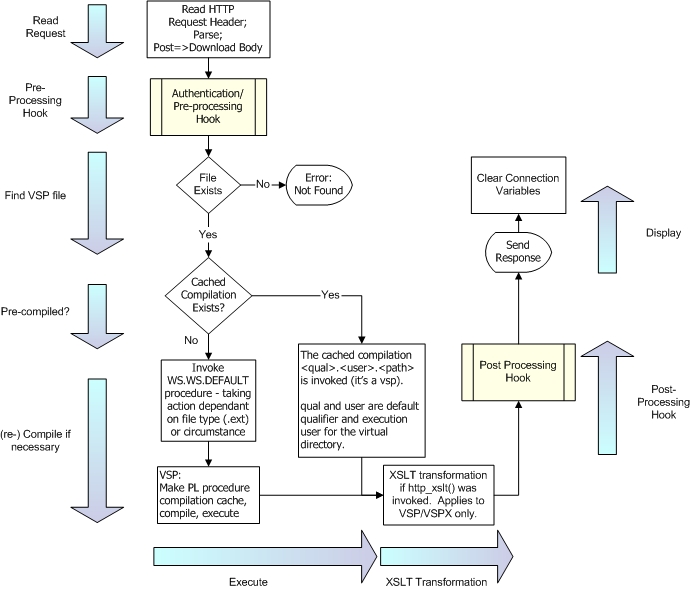 Read
Request
Read HTTP
Request Header;
Parse;
Post=>Download Body
Pre-
Processing
Hook
Authentication/
Pre-processing
Hook
Find VSP file
File
Exists
No
Error:
Not Found
Yes
Clear Connection
Variables
Send
Response
Display
Pre-compiled?
Cached
Compilation
Exists?
Yes
No
Invoke
WS.WS.DEFAULT
procedure - taking
action dependant
on file type (.ext)
or circumstance
The cached compilation
<qual>.<user>.<path>
is invoked (it's a vsp).
qual and user are default
qualifier and execution
user for the virtual
directory.
Post Processing
Hook
Post-
Processing
Hook
(re-) Compile if
necessary
VSP:
Make PL procedure
compilation cache,
compile, execute
XSLT transformation
if http_xslt() was
invoked.  Applies to
VSP/VSPX only.
Execute
XSLT Transformation